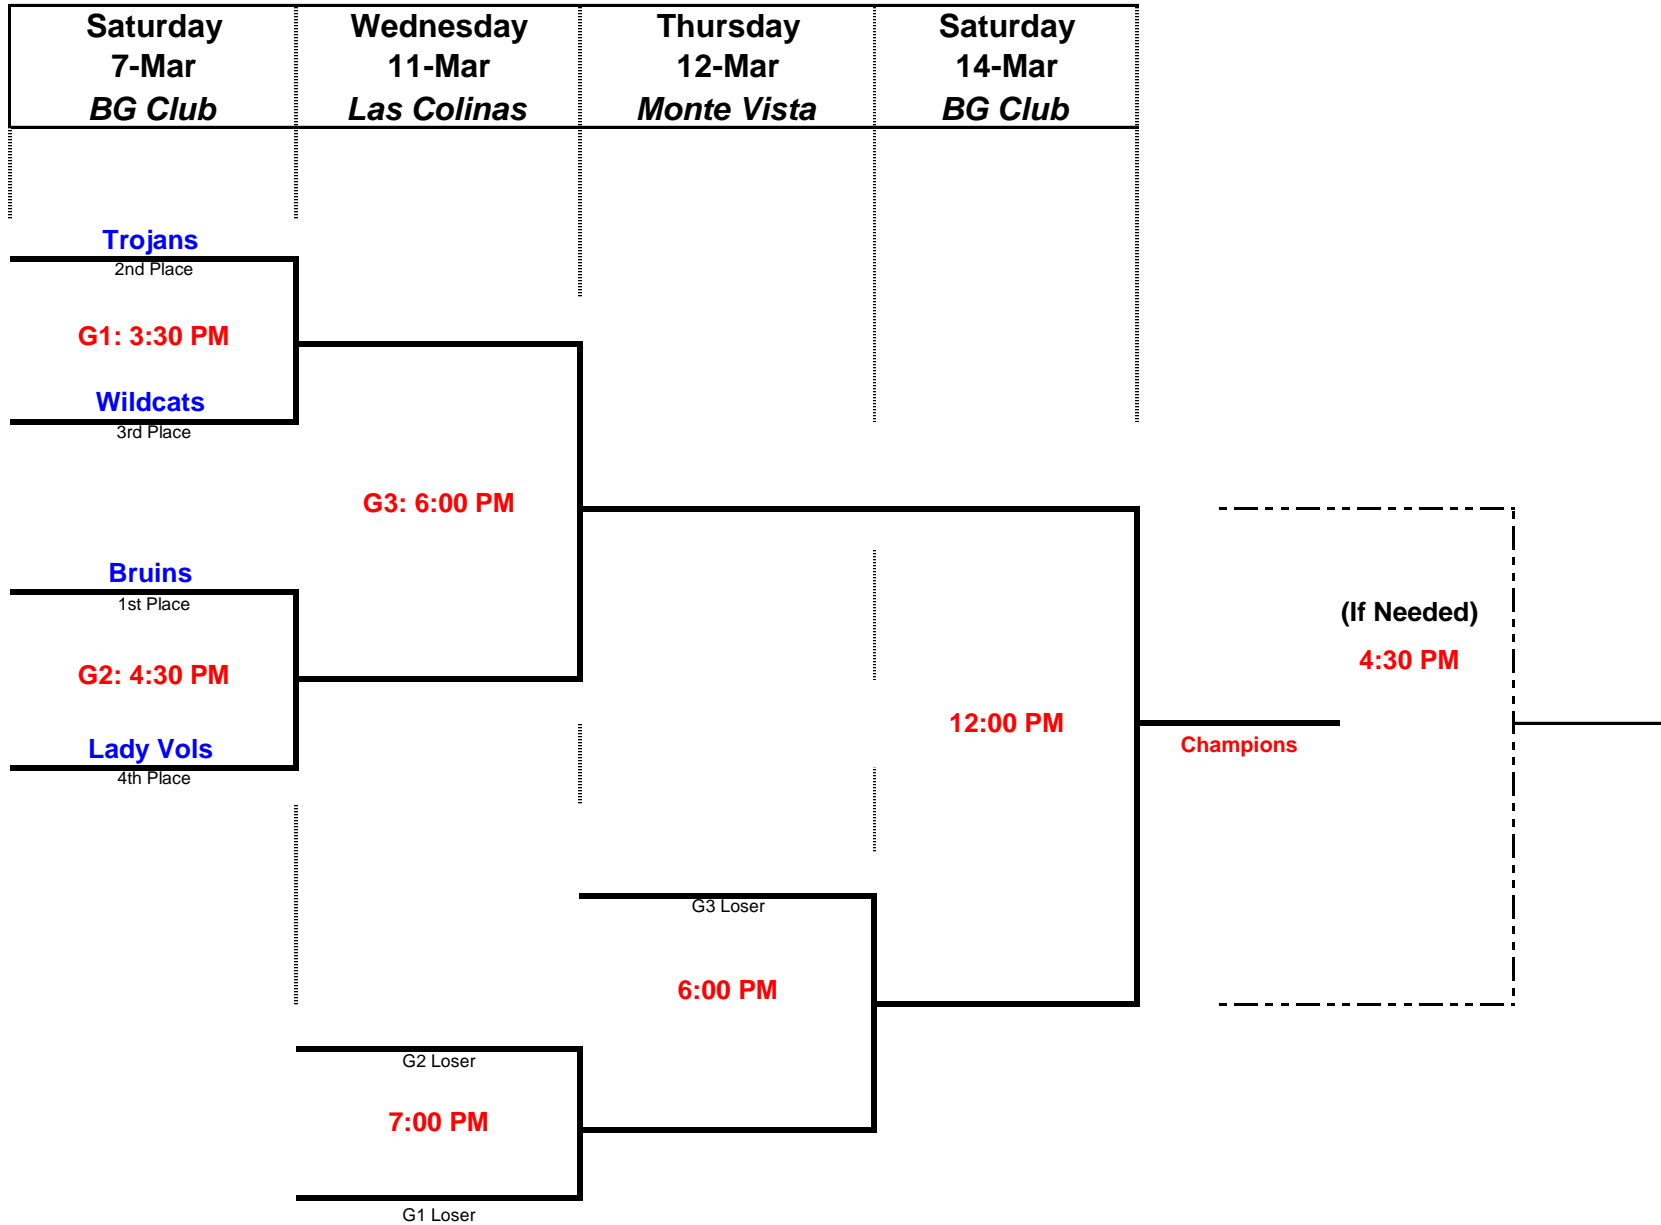 Saturday
7-Mar
BG Club
Wednesday
11-Mar
Las Colinas
Thursday
12-Mar
Monte Vista
Saturday
14-Mar
BG Club
Trojans
2nd Place
G1: 3:30 PM
Wildcats
3rd Place
G3: 6:00 PM
Bruins
1st Place
G2: 4:30 PM
Lady Vols
4th Place
(If Needed)
4:30 PM
12:00 PM
Champions
G3 Loser
6:00 PM
G2 Loser
7:00 PM
G1 Loser